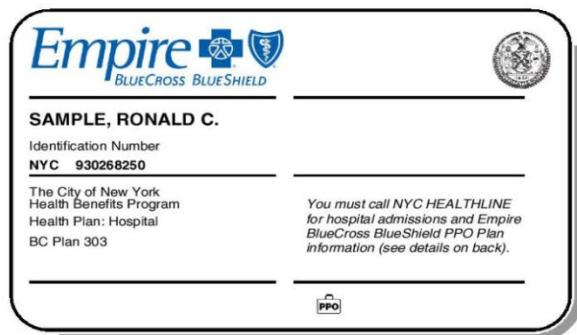 Empire
BLUECROSS BLUESHIELD
SAMPLE, RONALD C.
Identification Number
NYC 930268250
The City of New York
Health Benefits Program
Health Plan: Hospital
BC Plan 303
You must call NYC HEALTHLINE
for hospital admissions and Empire
BlueCross BlueShield PPO Plan
information (see details on back).
PPO